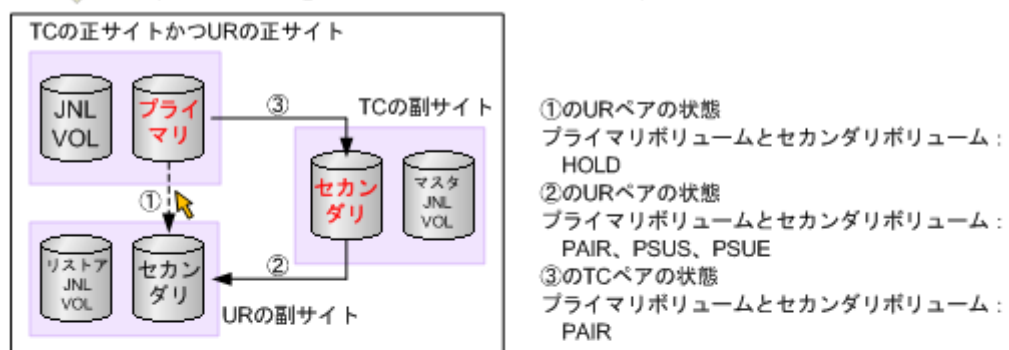 TCの正サイトかつURの正サイト
JNL
VOL
プライ
マリ
③
TCの副サイト
①
セカン
ダリ
マスタ
JNL
VOL
リストア
JNL
VOL
セカン
ダリ
②
URの副サイト
①のURペアの状態
プライマリボリュームとセカンダリボリューム：
HOLD
②のURペアの状態
プライマリボリュームとセカンダリボリューム：
PAIR、PSUS、PSUE
③のTCペアの状態
プライマリボリュームとセカンダリボリューム：
PAIR